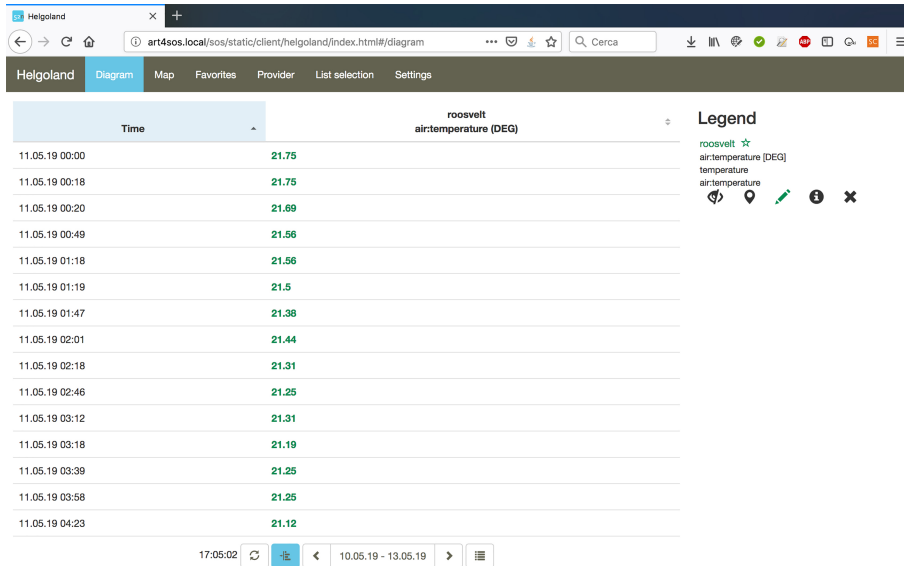 Helgoland
art4sos.local/sos/static/client/helgoland/index.html#/diagram
Cerca
ABP
SC
Helgoland Diagram Map Favorites Provider List selection Settings
roosvelt
Time air:temperature (DEG)
11.05.19 00:00 21.75
11.05.19 00:18 21.75
11.05.19 00:20 21.69
11.05.19 00:49 21.56
11.05.19 01:18 21.56
11.05.19 01:19 21.5
11.05.19 01:47 21.38
11.05.19 02:01 21.44
11.05.19 02:18 21.31
11.05.19 02:46 21.25
11.05.19 03:12 21.31
11.05.19 03:18 21.19
11.05.19 03:39 21.25
11.05.19 03:58 21.25
11.05.19 04:23 21.12
17:05:02 10.05.19 - 13.05.19
Legend
roosvelt
air:temperature [DEG]
temperature
air:temperature